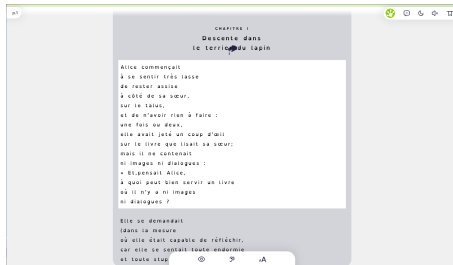 CHAPITRE I
Descente dans
le terrier du lapin
Alice commençait
à se sentir très lasse
de rester assise
à côté de sa sœur,
sur le talus,
et de n'avoir rien à faire :
une fois ou deux,
elle avait jeté un coup d'œil
sur le livre que lisait sa sœur;
mais il ne contenait
ni images ni dialogues :
« Et,pensait Alice,
à quoi peut bien servir un livre
où il n'y a ni images
ni dialogues ?
Elle se demandait
(dans la mesure
où elle était capable de réfléchir,
car elle se sentait toute endormie
et toute stup
AA